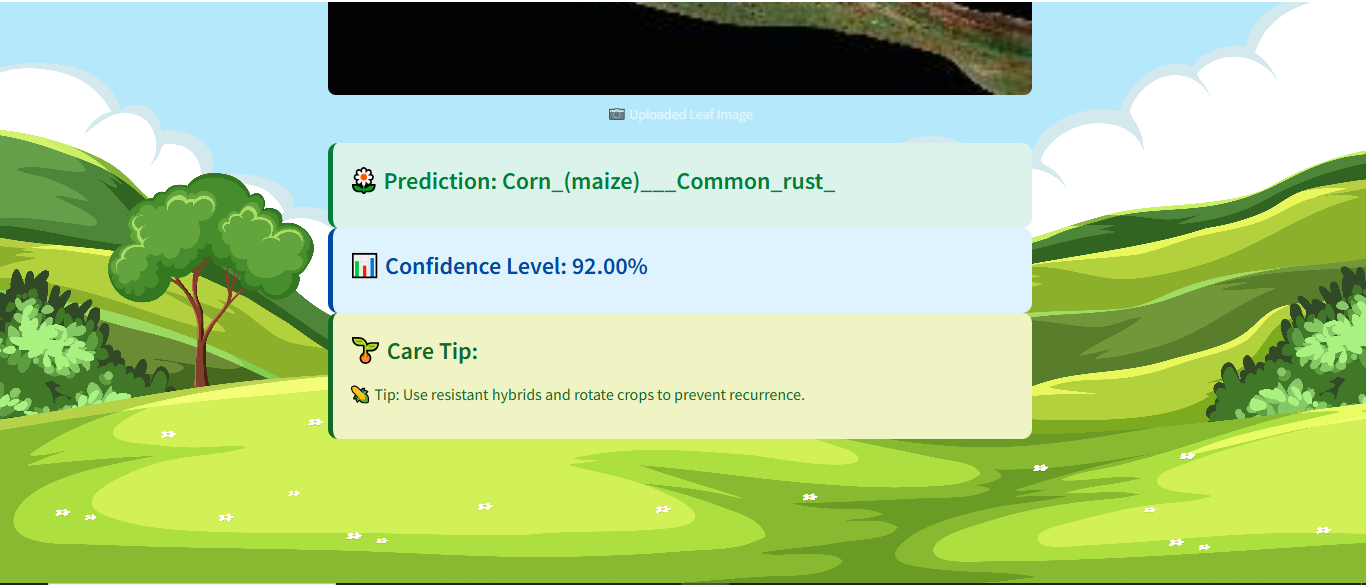 Uploaded Leaf Image
Prediction: Corn_(maize)___Common_rust_
Confidence Level: 92.00%
Care Tip:
Tip: Use resistant hybrids and rotate crops to prevent recurrence.